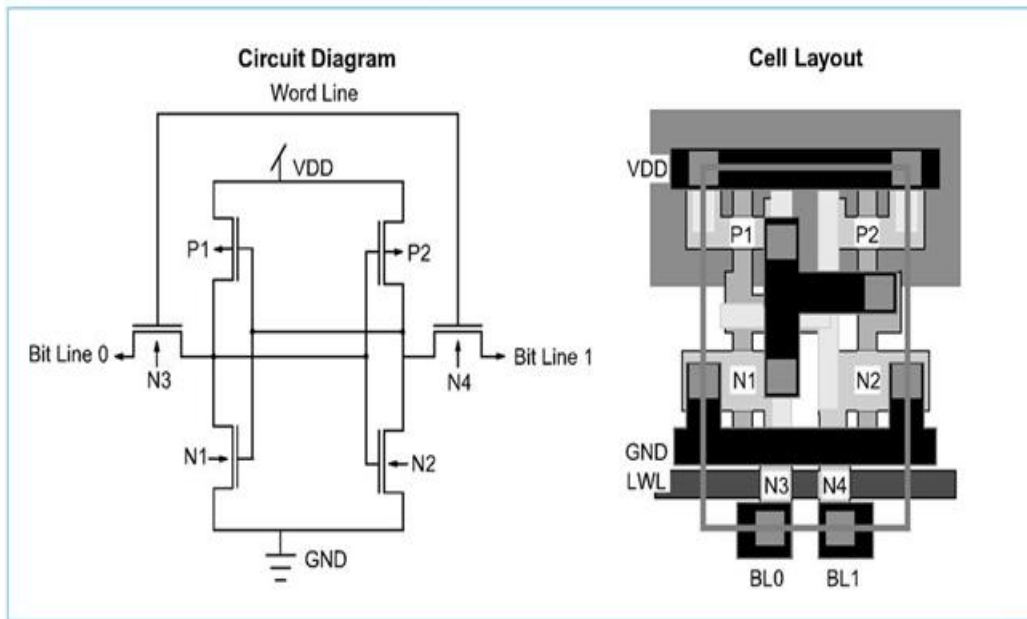 Circuit Diagram
Word Line
VDD
P1
P2
Bit Line 0
N3
N4
Bit Line 1
N1
N2
GND
Cell Layout
VDD
P1
P2
N1
N2
GND
LWL
N3
N4
BL0
BL1